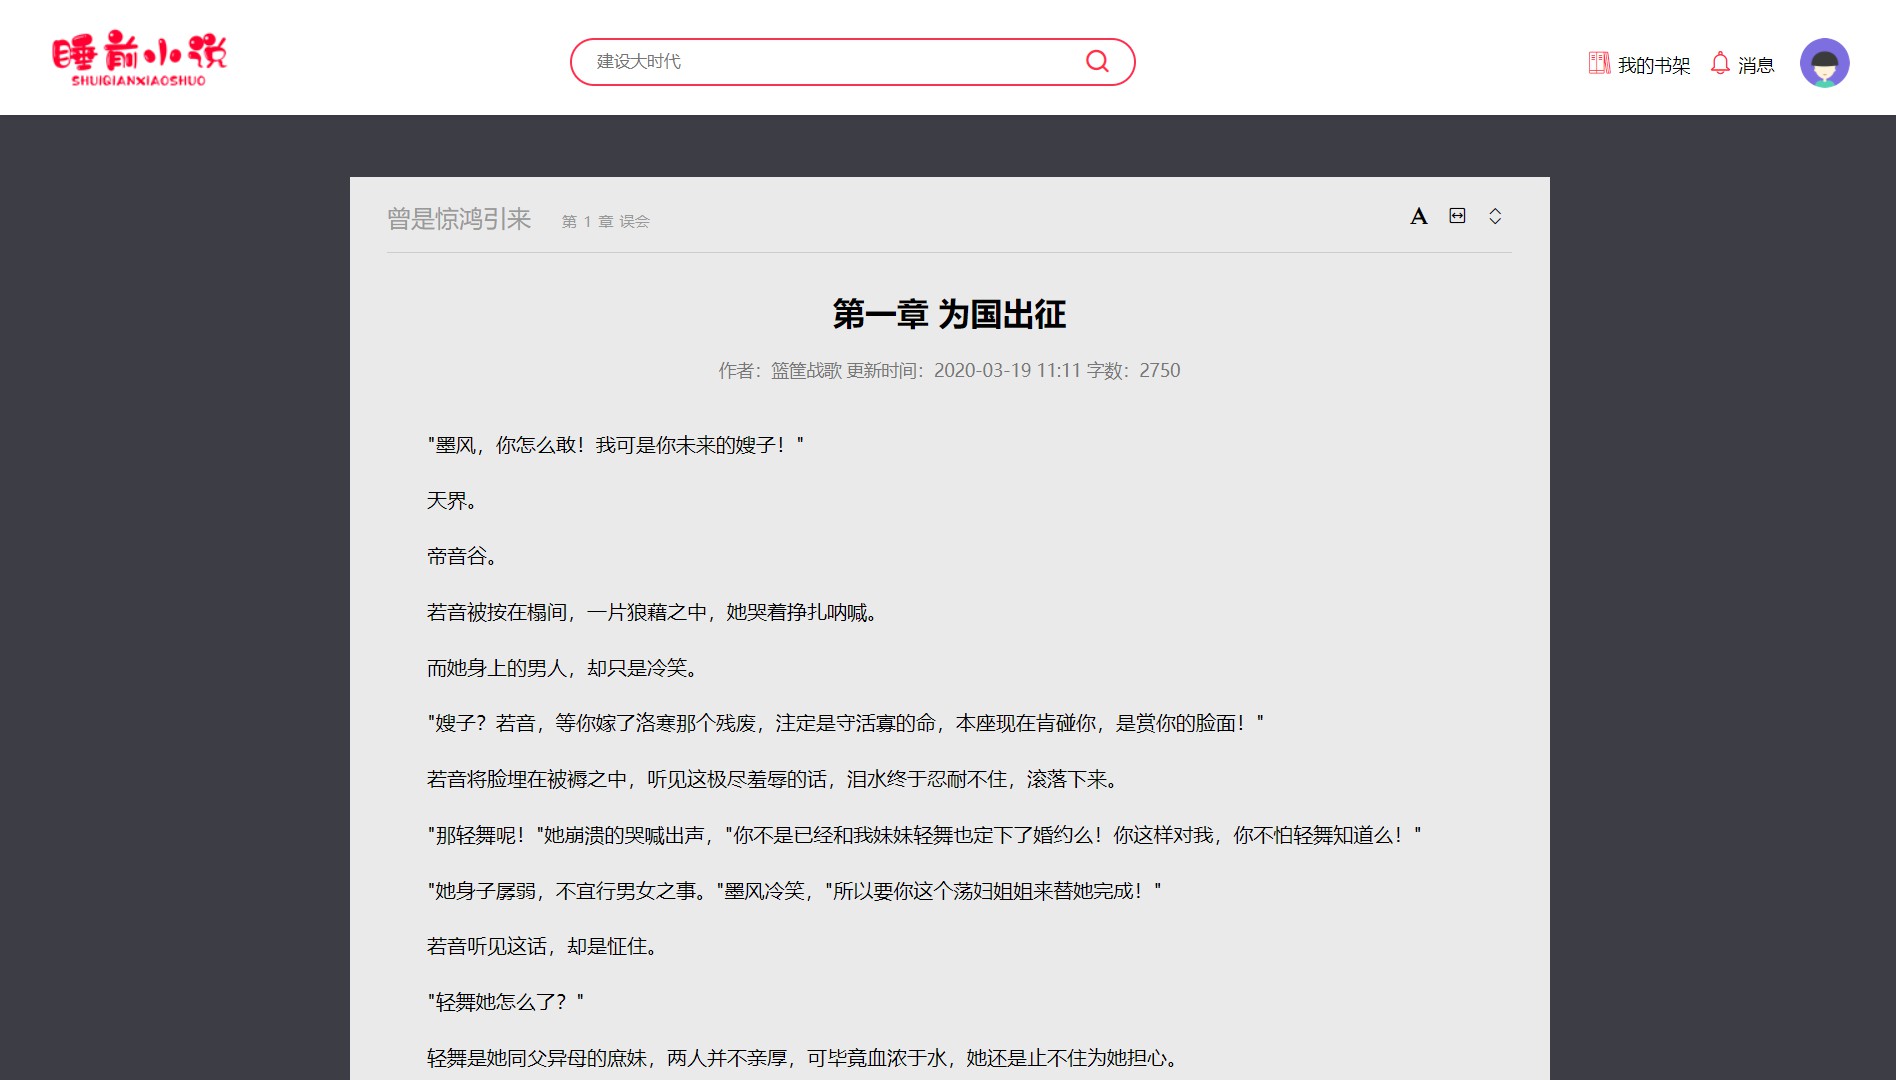 睡前小说
SHUIQIANXIAOSHUO
建设大时代
我的书架
消息
曾是惊鸿引来 第 1 章 误会
A
第一章 为国出征
作者：篮筐战歌 更新时间：2020-03-19 11:11 字数：2750
"墨风，你怎么敢！我可是你未来的嫂子！"
天界。
帝音谷。
若音被按在榻间，一片狼藉之中，她哭着挣扎呐喊。
而她身上的男人，却只是冷笑。
"嫂子？若音，等你嫁了洛寒那个残废，注定是守活寡的命，本座现在肯碰你，是赏你的脸面！"
若音将脸埋在被褥之中，听见这极尽羞辱的话，泪水终于忍耐不住，滚落下来。
"那轻舞呢！"她崩溃的哭喊出声，"你不是已经和我妹妹轻舞也定下了婚约么！你这样对我，你不怕轻舞知道么！"
"她身子孱弱，不宜行男女之事。"墨风冷笑，"所以要你这个荡妇姐姐来替她完成！"
若音听见这话，却是怔住。
"轻舞她怎么了？"
轻舞是她同父异母的庶妹，两人并不亲厚，可毕竟血浓于水，她还是止不住为她担心。